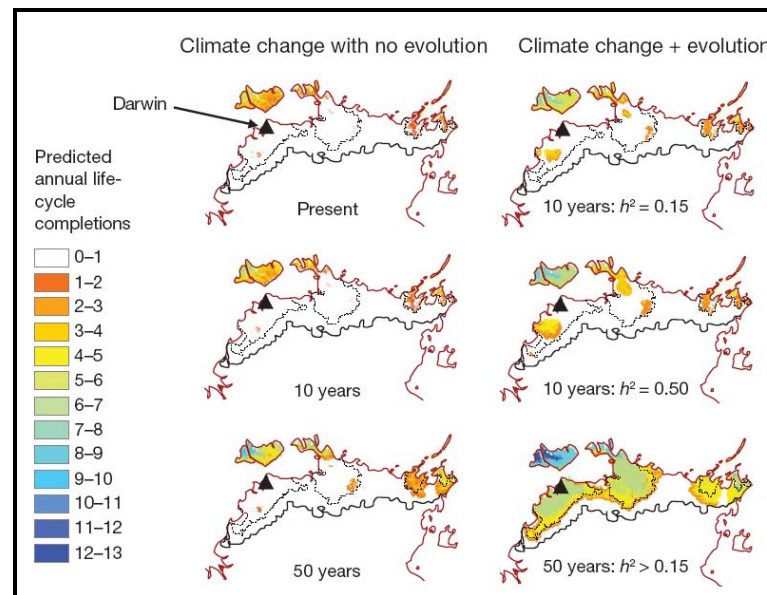 Climate change with no evolution
Climate change + evolution
Darwin
Predicted
annual life-
cycle
completions
0–1
1–2
2–3
3–4
4–5
5–6
6–7
7–8
8–9
9–10
10–11
11–12
12–13
Present
10 years: h² = 0.15
10 years
10 years: h² = 0.50
50 years
50 years: h² > 0.15